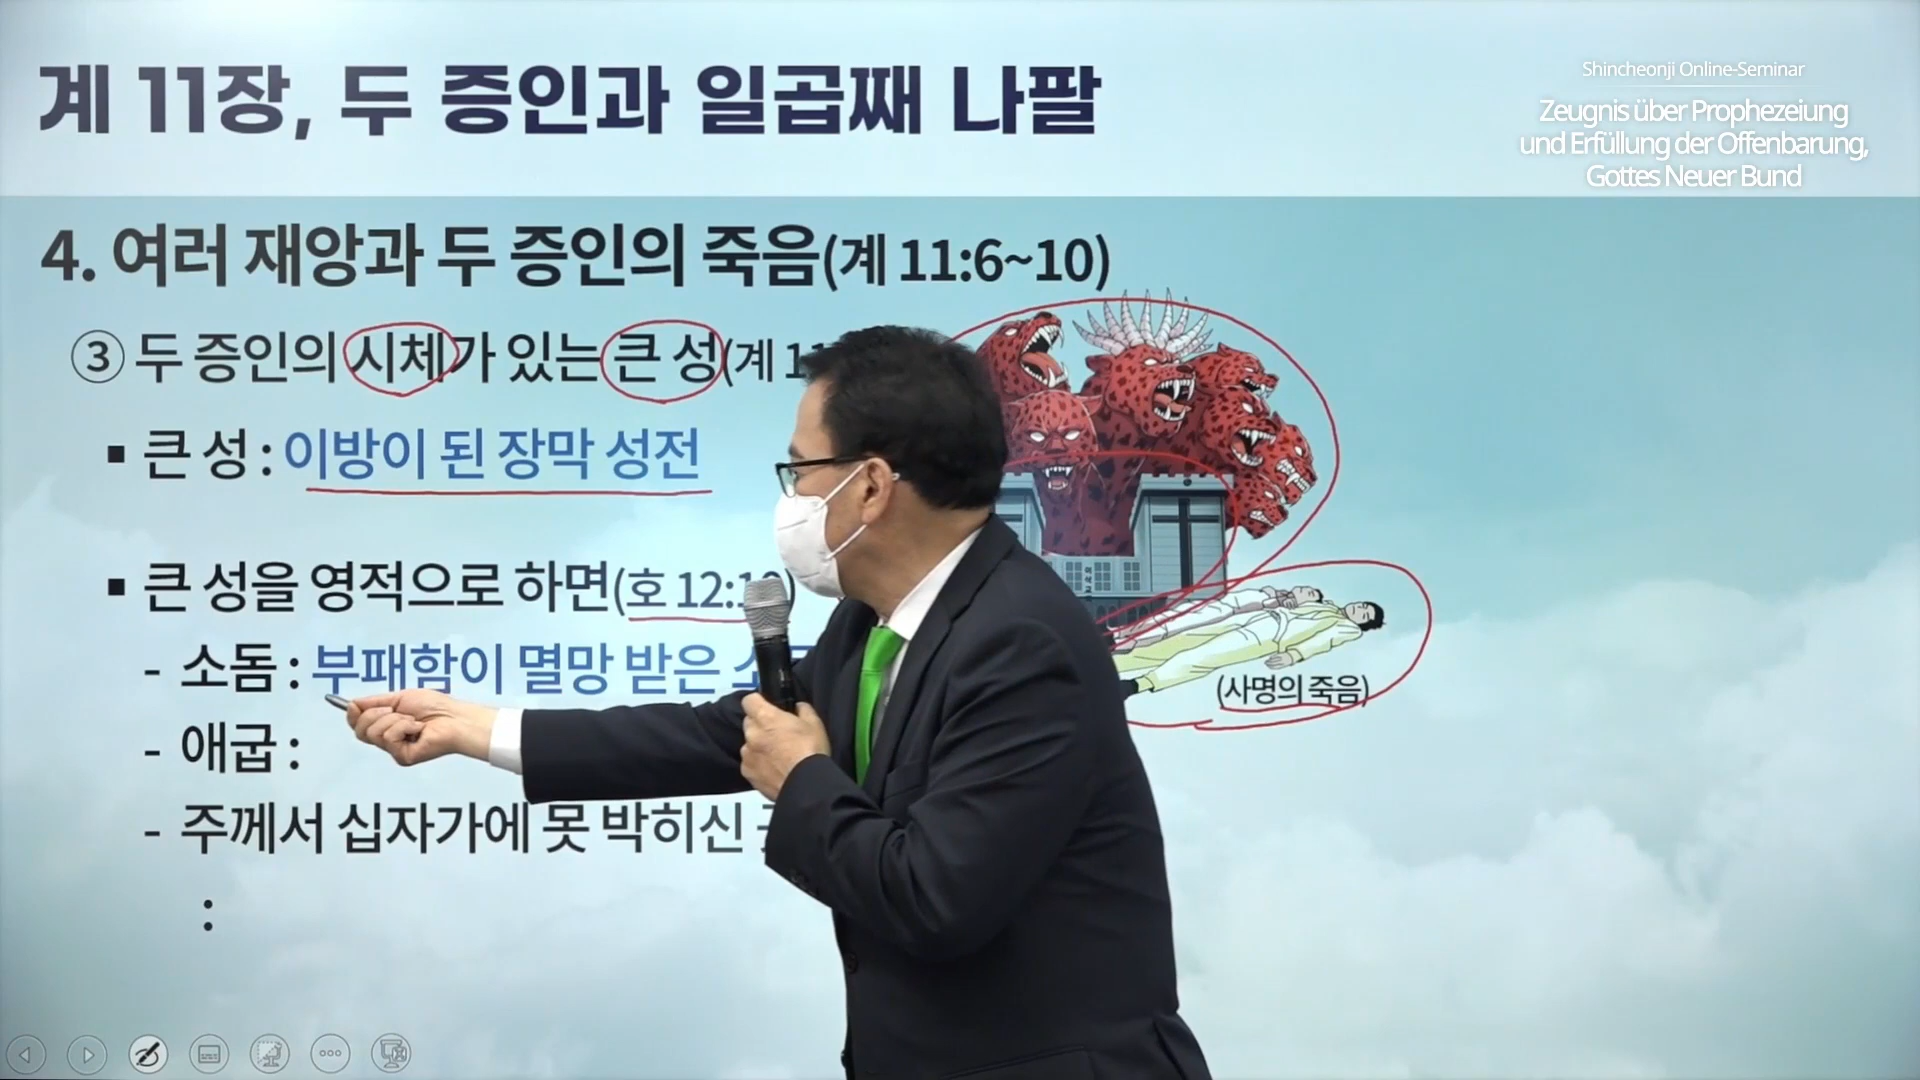 계 11장, 두 증인과 일곱째 나팔
Shincheonji Online-Seminar
Zeugnis über Prophezeiung
und Erfüllung der Offenbarung,
Gottes Neuer Bund
4. 여러 재앙과 두 증인의 죽음(계 11:6~10)
③ 두 증인의 시체가 있는 큰 성(계
▪ 큰 성 : 이방이 된 장막 성전
▪ 큰 성을 영적으로 하면(호
- 소돔 : 부패함이 멸망 받은
- 애굽 :
- 주께서 십자가에 못 박히신
:
(사명의 죽음)